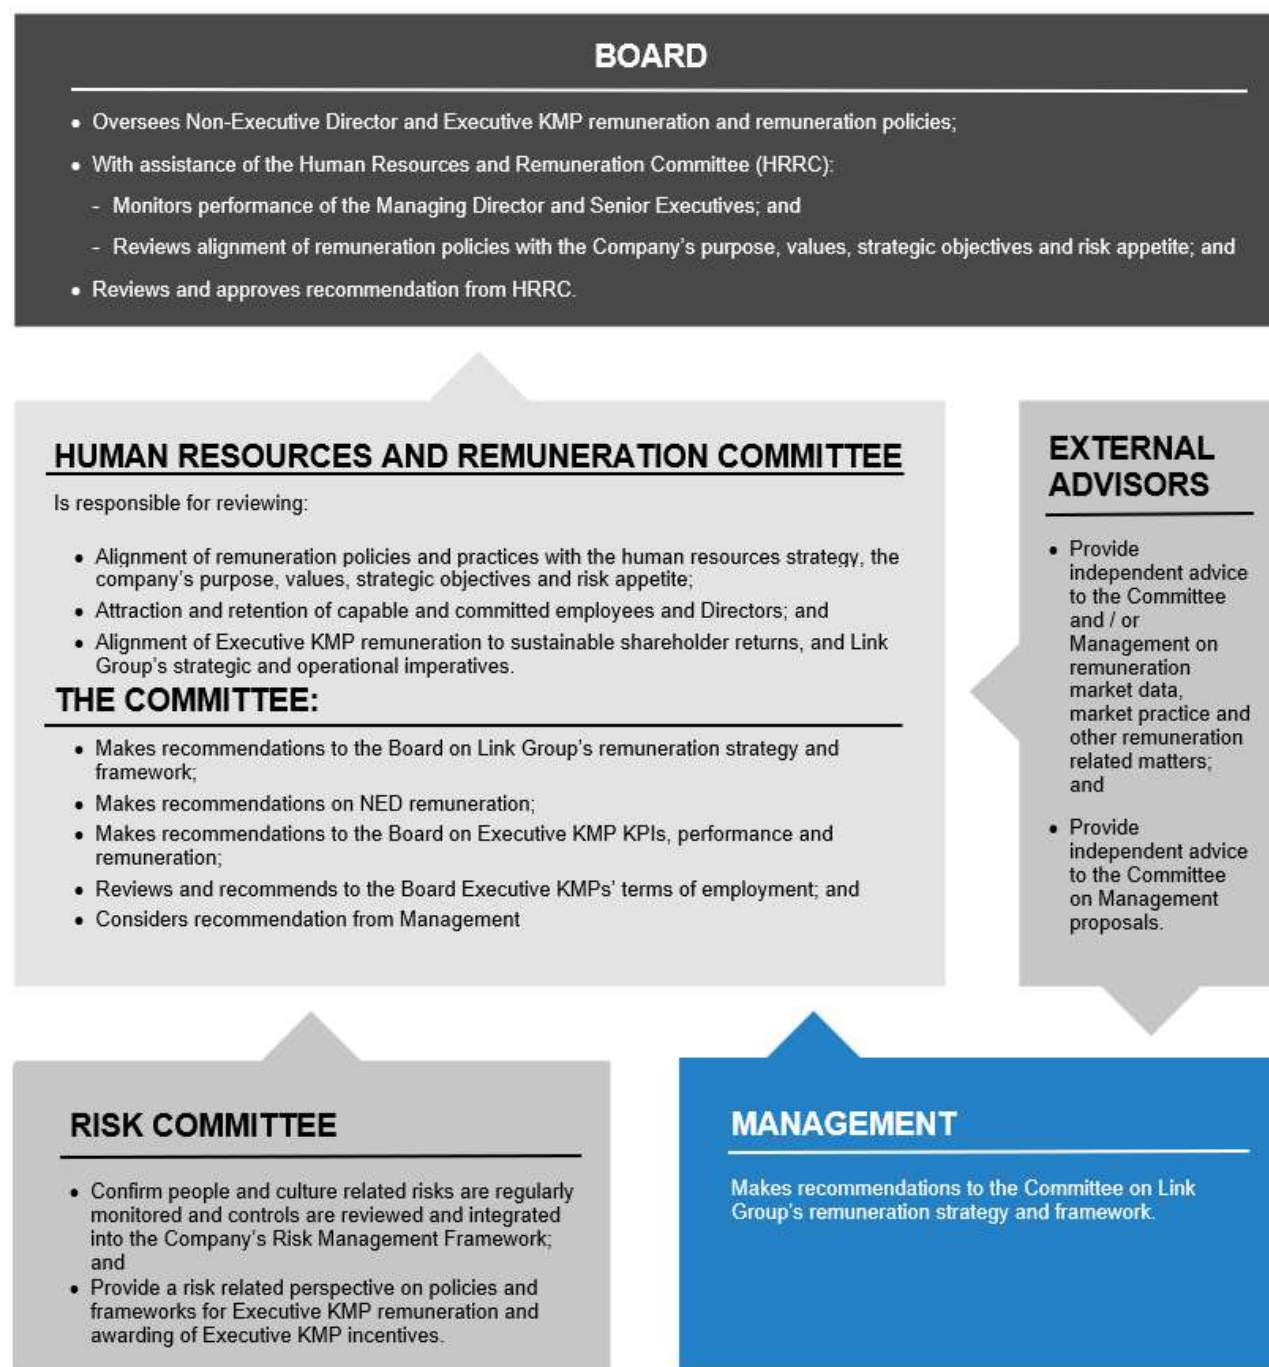 BOARD
• Oversees Non-Executive Director and Executive KMP remuneration and remuneration policies;
• With assistance of the Human Resources and Remuneration Committee (HRRC):
- Monitors performance of the Managing Director and Senior Executives; and
- Reviews alignment of remuneration policies with the Company's purpose, values, strategic objectives and risk appetite; and
• Reviews and approves recommendation from HRRC.
HUMAN RESOURCES AND REMUNERATION COMMITTEE
Is responsible for reviewing:
• Alignment of remuneration policies and practices with the human resources strategy, the
company's purpose, values, strategic objectives and risk appetite;
• Attraction and retention of capable and committed employees and Directors; and
• Alignment of Executive KMP remuneration to sustainable shareholder returns, and Link
Group's strategic and operational imperatives.
THE COMMITTEE:
• Makes recommendations to the Board on Link Group's remuneration strategy and
framework;
• Makes recommendations on NED remuneration;
• Makes recommendations to the Board on Executive KMP KPIs, performance and
remuneration;
• Reviews and recommends to the Board Executive KMPs' terms of employment; and
• Considers recommendation from Management
EXTERNAL
ADVISORS
• Provide
independent advice
to the Committee
and / or
Management on
remuneration
market data,
market practice and
other remuneration
related matters;
and
• Provide
independent advice
to the Committee
on Management
proposals.
RISK COMMITTEE
• Confirm people and culture related risks are regularly
monitored and controls are reviewed and integrated
into the Company's Risk Management Framework;
and
• Provide a risk related perspective on policies and
frameworks for Executive KMP remuneration and
awarding of Executive KMP incentives.
MANAGEMENT
Makes recommendations to the Committee on Link
Group's remuneration strategy and framework.